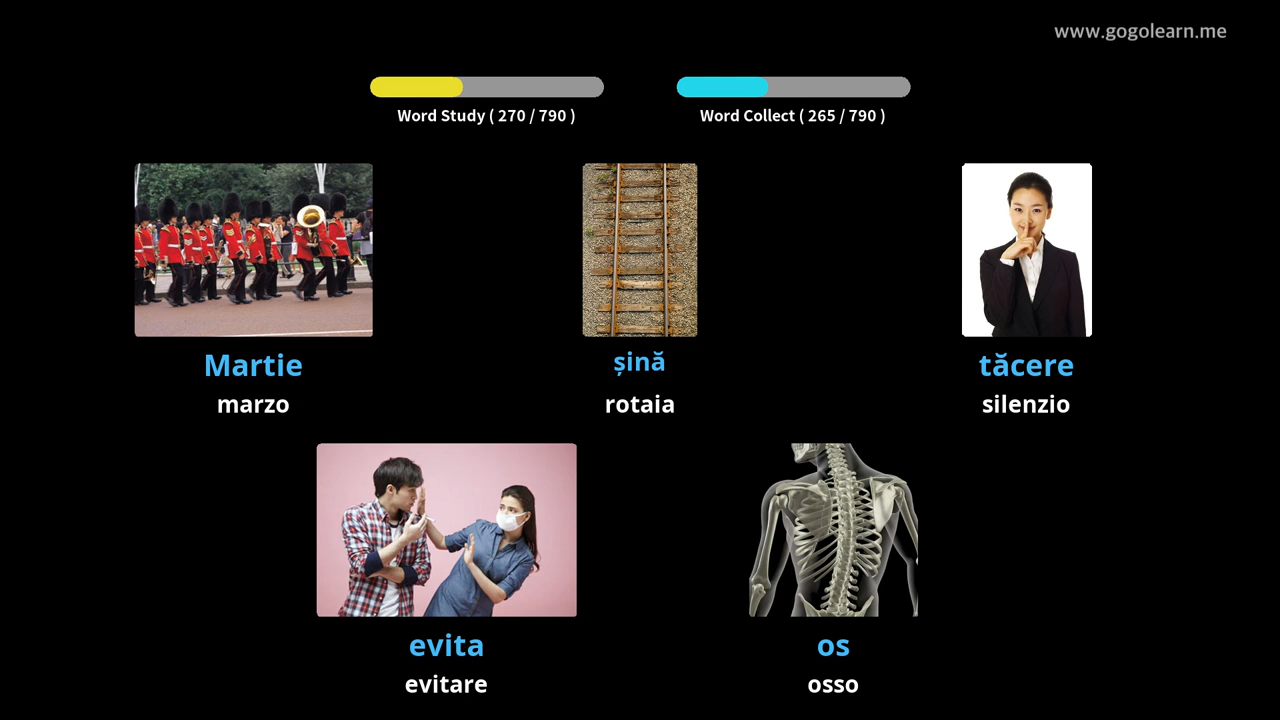 www.gogolearn.me
Word Study ( 270 / 790 )
Word Collect ( 265 / 790 )
Martie
marzo
șină
rotaia
tăcere
silenzio
evita
evitare
os
osso